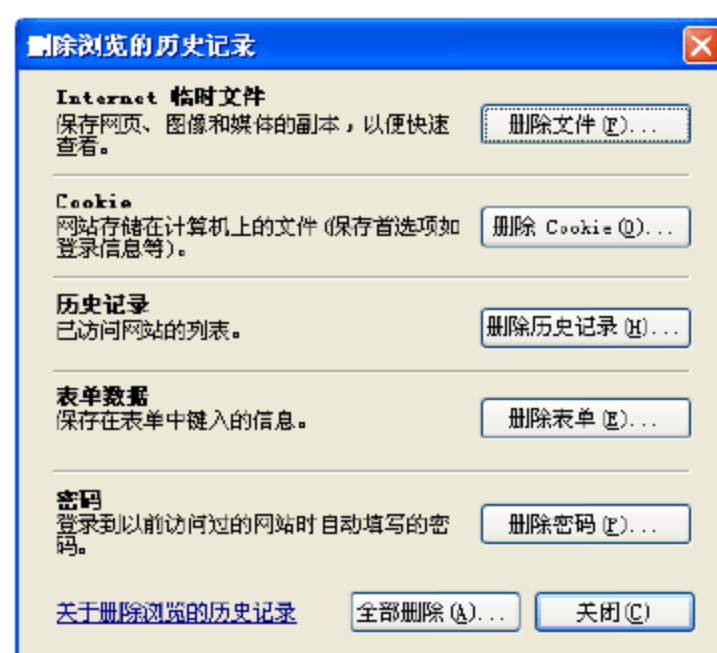 删除浏览的历史记录
Internet 临时文件
保存网页、图像和媒体的副本，以便快速
查看。
删除文件(F)...
Cookie
网站存储在计算机上的文件(保存首选项如
登录信息等)。
删除 Cookie(O)...
历史记录
已访问网站的列表。
删除历史记录(H)...
表单数据
保存在表单中键入的信息。
删除表单(E)...
密码
登录到以前访问过的网站时自动填写的密
码。
删除密码(P)...
关于删除浏览的历史记录
全部删除(A)...
关闭(C)